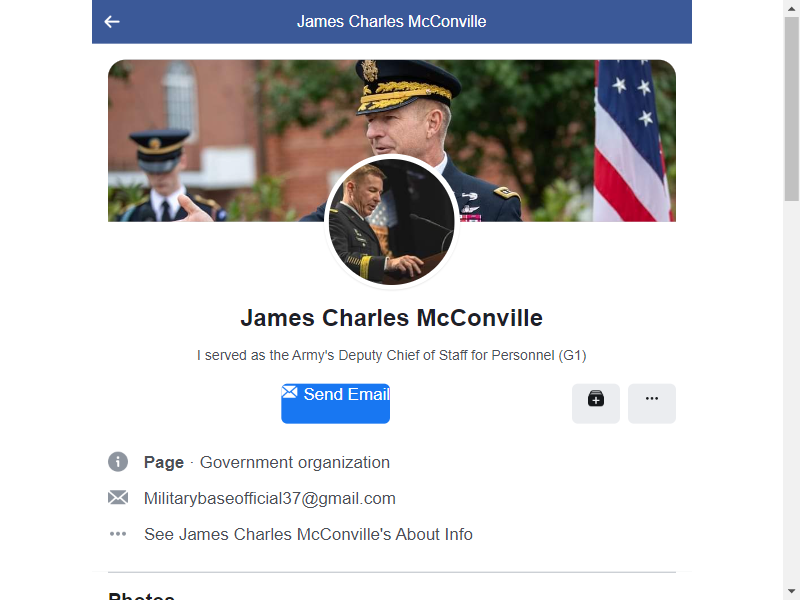 James Charles McConville
James Charles McConville
I served as the Army's Deputy Chief of Staff for Personnel (G1)
Send Email
Page · Government organization
Militarybaseofficial37@gmail.com
See James Charles McConville's About Info
Photos